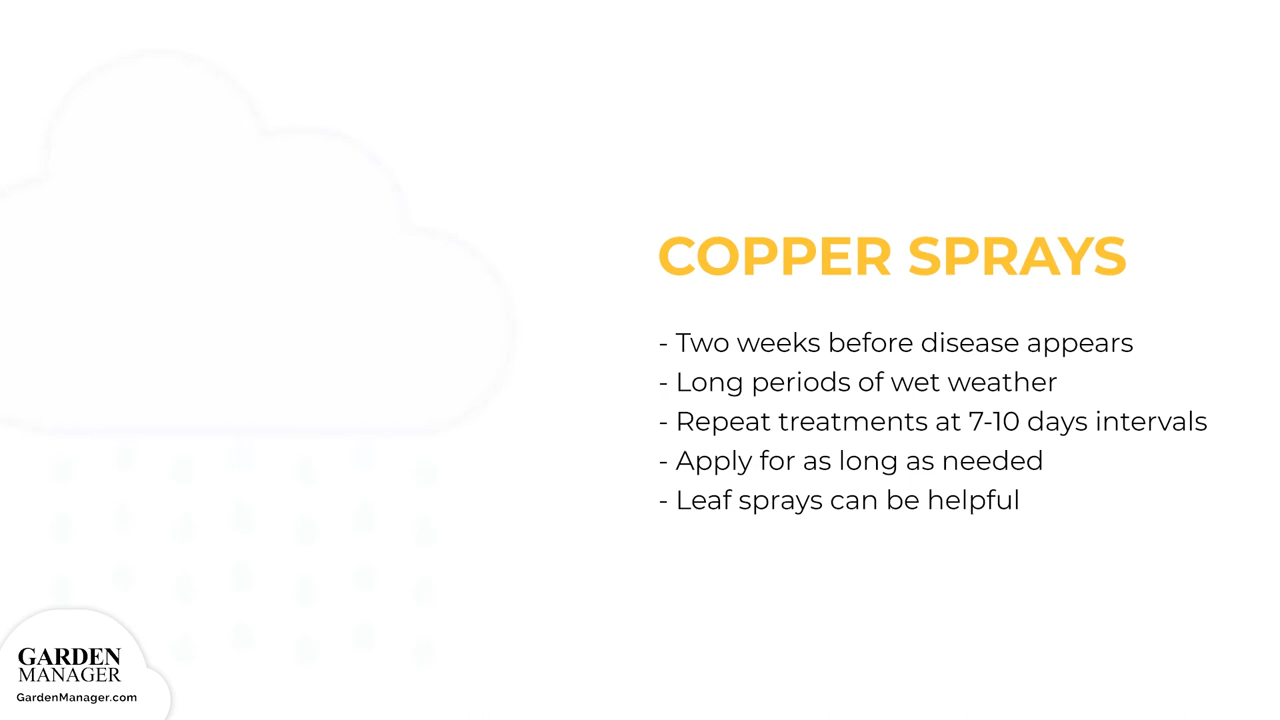 COPPER SPRAYS
- Two weeks before disease appears
- Long periods of wet weather
- Repeat treatments at 7-10 days intervals
- Apply for as long as needed
- Leaf sprays can be helpful
GARDEN
MANAGER
GardenManager.com